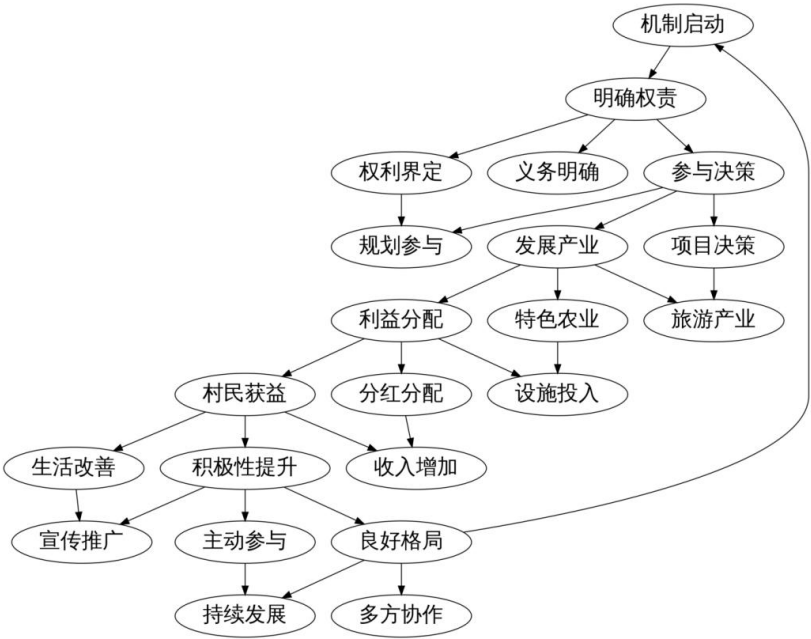 机制启动
明确权责
权利界定
义务明确
参与决策
规划参与
发展产业
项目决策
利益分配
特色农业
旅游产业
村民获益
分红分配
设施投入
生活改善
积极性提升
收入增加
宣传推广
主动参与
良好格局
持续发展
多方协作